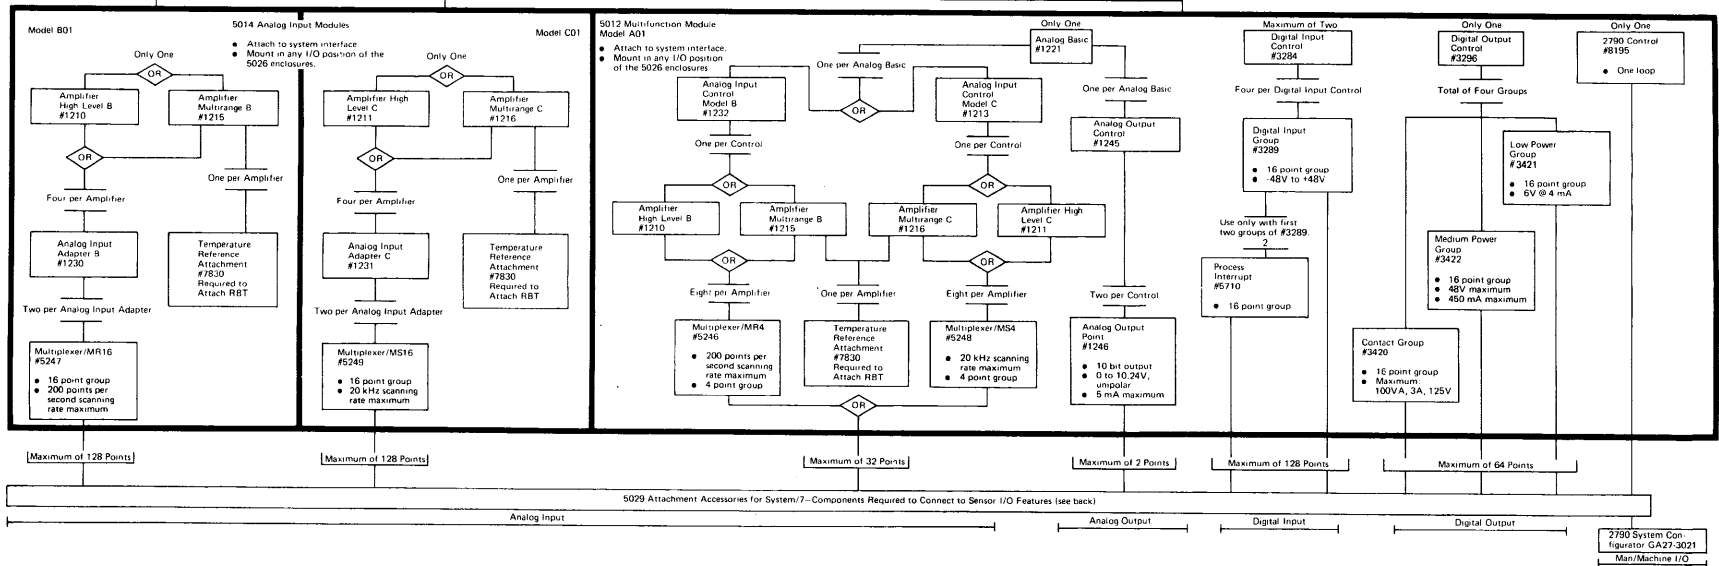 Model B01
5014 Analog Input Modules
● Attach to system interface.
● Mount in any I/O position of the
5026 enclosures.
Only One
OR
Amplifier
High Level B
#1210
Amplifier
Multirange B
#1215
OR
One per Amplifier
Four per Amplifier
Analog Input
Adapter B
#1230
Temperature
Reference
Attachment
#7830
Required to
Attach RBT
Two per Analog Input Adapter
Multiplexer/MR16
#5247
● 16 point group
● 200 points per
second scanning
rate maximum
Maximum of 128 Points
Model C01
Only One
OR
Amplifier High
Level C
#1211
Amplifier
Multirange C
#1216
OR
One per Amplifier
Four per Amplifier
Analog Input
Adapter C
#1231
Temperature
Reference
Attachment
#7830
Required to
Attach RBT
Two per Analog Input Adapter
Multiplexer/MS16
#5249
● 16 point group
● 20 kHz scanning
rate maximum
Maximum of 128 Points
5012 Multifunction Module
Model A01
● Attach to system interface.
● Mount in any I/O position
of the 5026 enclosures
Only One
Analog Basic
#1221
One per Analog Basic
OR
Analog Input
Control
Model B
#1232
Analog Input
Control
Model C
#1213
One per Control
One per Control
OR
OR
Amplifier
High Level B
#1210
Amplifier
Multirange B
#1215
Amplifier
Multirange C
#1216
Amplifier High
Level C
#1211
OR
OR
Eight per Amplifier
One per Amplifier
Eight per Amplifier
Multiplexer/MR4
#5246
● 200 points per
second scanning
rate maximum
● 4 point group
Temperature
Reference
Attachment
#7830
Required to
Attach RBT
Multiplexer/MS4
#5248
● 20 kHz scanning
rate maximum
● 4 point group
OR
Maximum of 32 Points
One per Analog Basic
Analog Output
Control
#1245
Two per Control
Analog Output
Point
#1246
● 10 bit output
● 0 to 10.24V,
unipolar
● 5 mA maximum
Maximum of 2 Points
Maximum of Two
Digital Input
Control
#3284
Four per Digital Input Control
Digital Input
Group
#3289
● 16 point group
● -48V to +48V
Use only with first
two groups of #3289.
2
Process
Interrupt
#5710
● 16 point group
Maximum of 128 Points
Only One
Digital Output
Control
#3296
Total of Four Groups
Low Power
Group
#3421
● 16 point group
● 6V @ 4 mA
Medium Power
Group
#3422
● 16 point group
● 48V maximum
● 450 mA maximum
Contact Group
#3420
● 16 point group
● Maximum:
100VA, 3A, 125V
Maximum of 64 Points
Only One
2790 Control
#8195
● One loop
5029 Attachment Accessories for System/7—Components Required to Connect to Sensor I/O Features (see back)
Analog Input
Analog Output
Digital Input
Digital Output
2790 System Con-
figurator GA27-3021
Man/Machine I/O